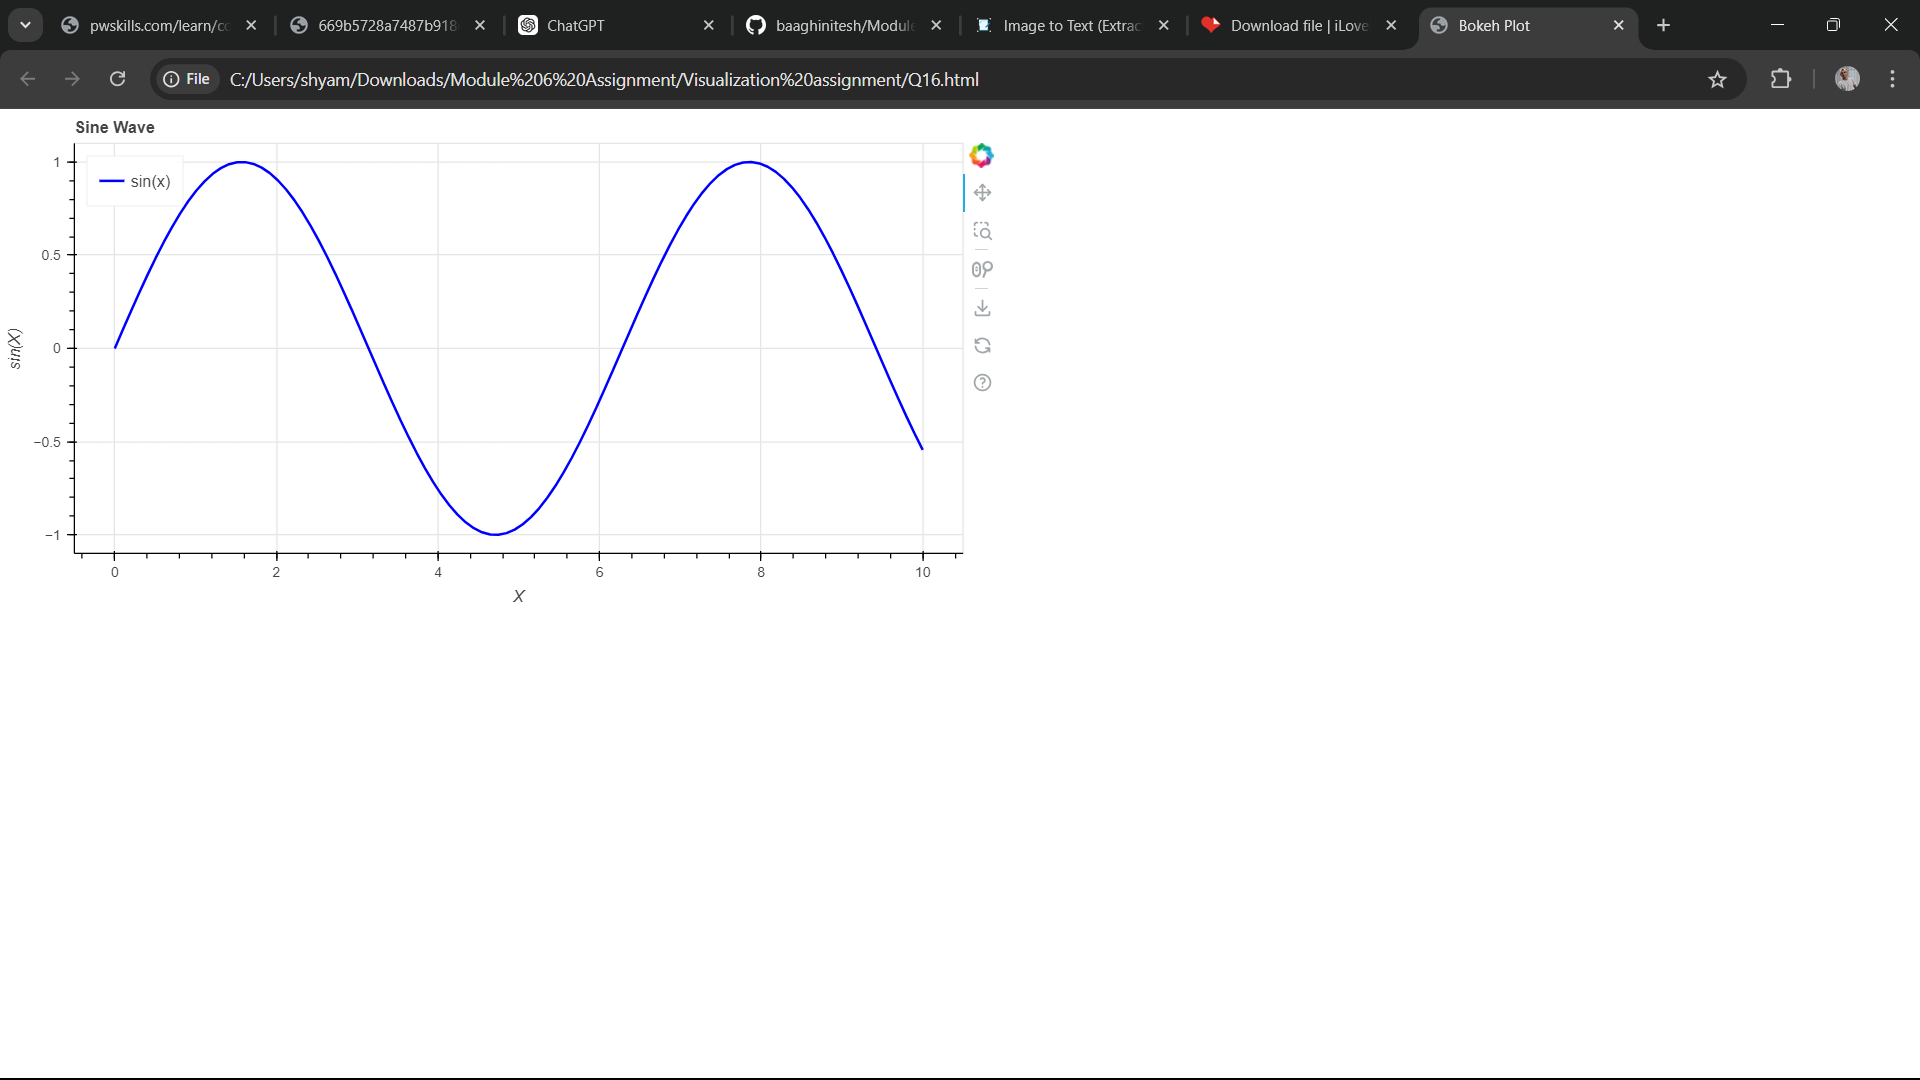 pwskills.com/learn/co
669b5728a7487b918
ChatGPT
baaghinitesh/Module
Image to Text (Extrac
Download file | iLove
Bokeh Plot
File
C:/Users/shyam/Downloads/Module%206%20Assignment/Visualization%20assignment/Q16.html
Sine Wave
sin(x)
1
0.5
0
−0.5
−1
sin(X)
0 2 4 6 8 10
X